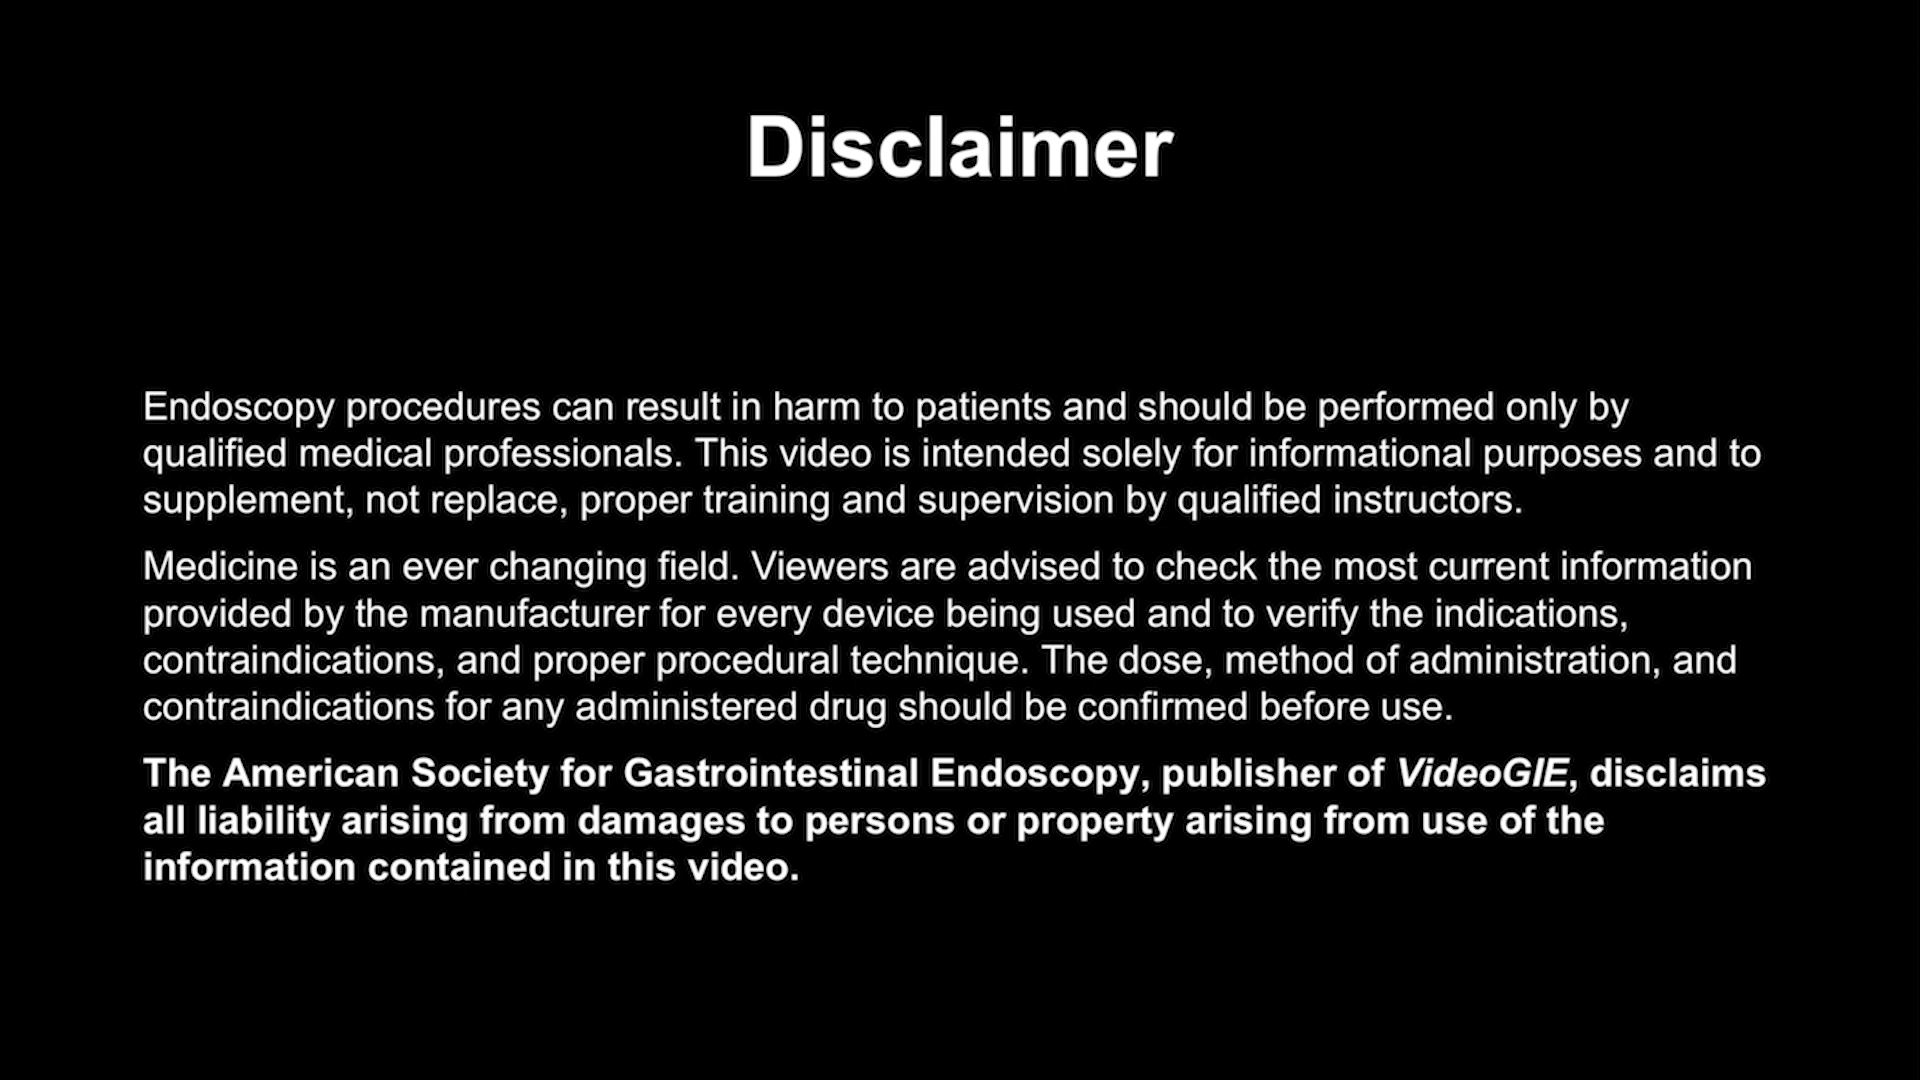 Disclaimer
Endoscopy procedures can result in harm to patients and should be performed only by
qualified medical professionals. This video is intended solely for informational purposes and to
supplement, not replace, proper training and supervision by qualified instructors.
Medicine is an ever changing field. Viewers are advised to check the most current information
provided by the manufacturer for every device being used and to verify the indications,
contraindications, and proper procedural technique. The dose, method of administration, and
contraindications for any administered drug should be confirmed before use.
The American Society for Gastrointestinal Endoscopy, publisher of VideoGIE, disclaims
all liability arising from damages to persons or property arising from use of the
information contained in this video.